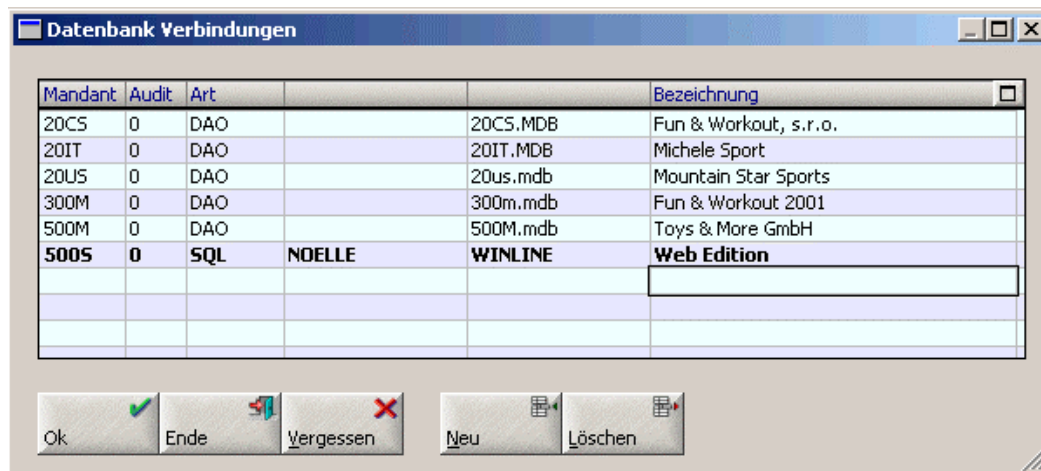 Datenbank Verbindungen
Mandant Audit Art Bezeichnung
20CS 0 DAO 20CS.MDB Fun & Workout, s.r.o.
20IT 0 DAO 20IT.MDB Michele Sport
20US 0 DAO 20us.mdb Mountain Star Sports
300M 0 DAO 300m.mdb Fun & Workout 2001
500M 0 DAO 500M.mdb Toys & More GmbH
500S 0 SQL NOELLE WINLINE Web Edition
Ok Ende Vergessen Neu Löschen